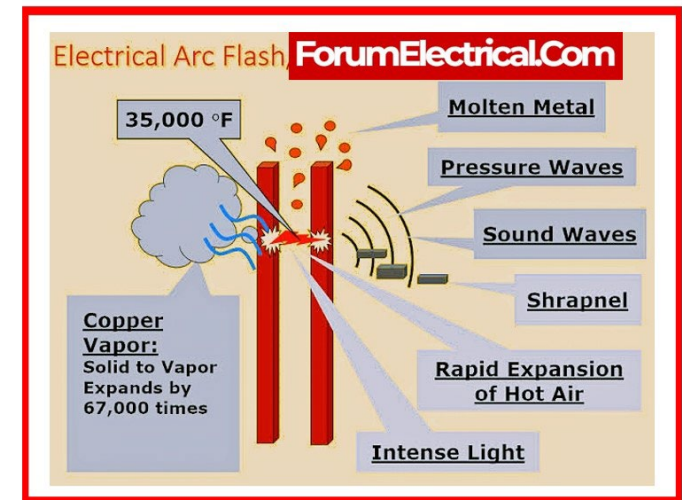 Electrical Arc Flash,
ForumElectrical.Com
35,000 °F
Molten Metal
Pressure Waves
Sound Waves
Shrapnel
Copper
Vapor:
Solid to Vapor
Expands by
67,000 times
Rapid Expansion
of Hot Air
Intense Light